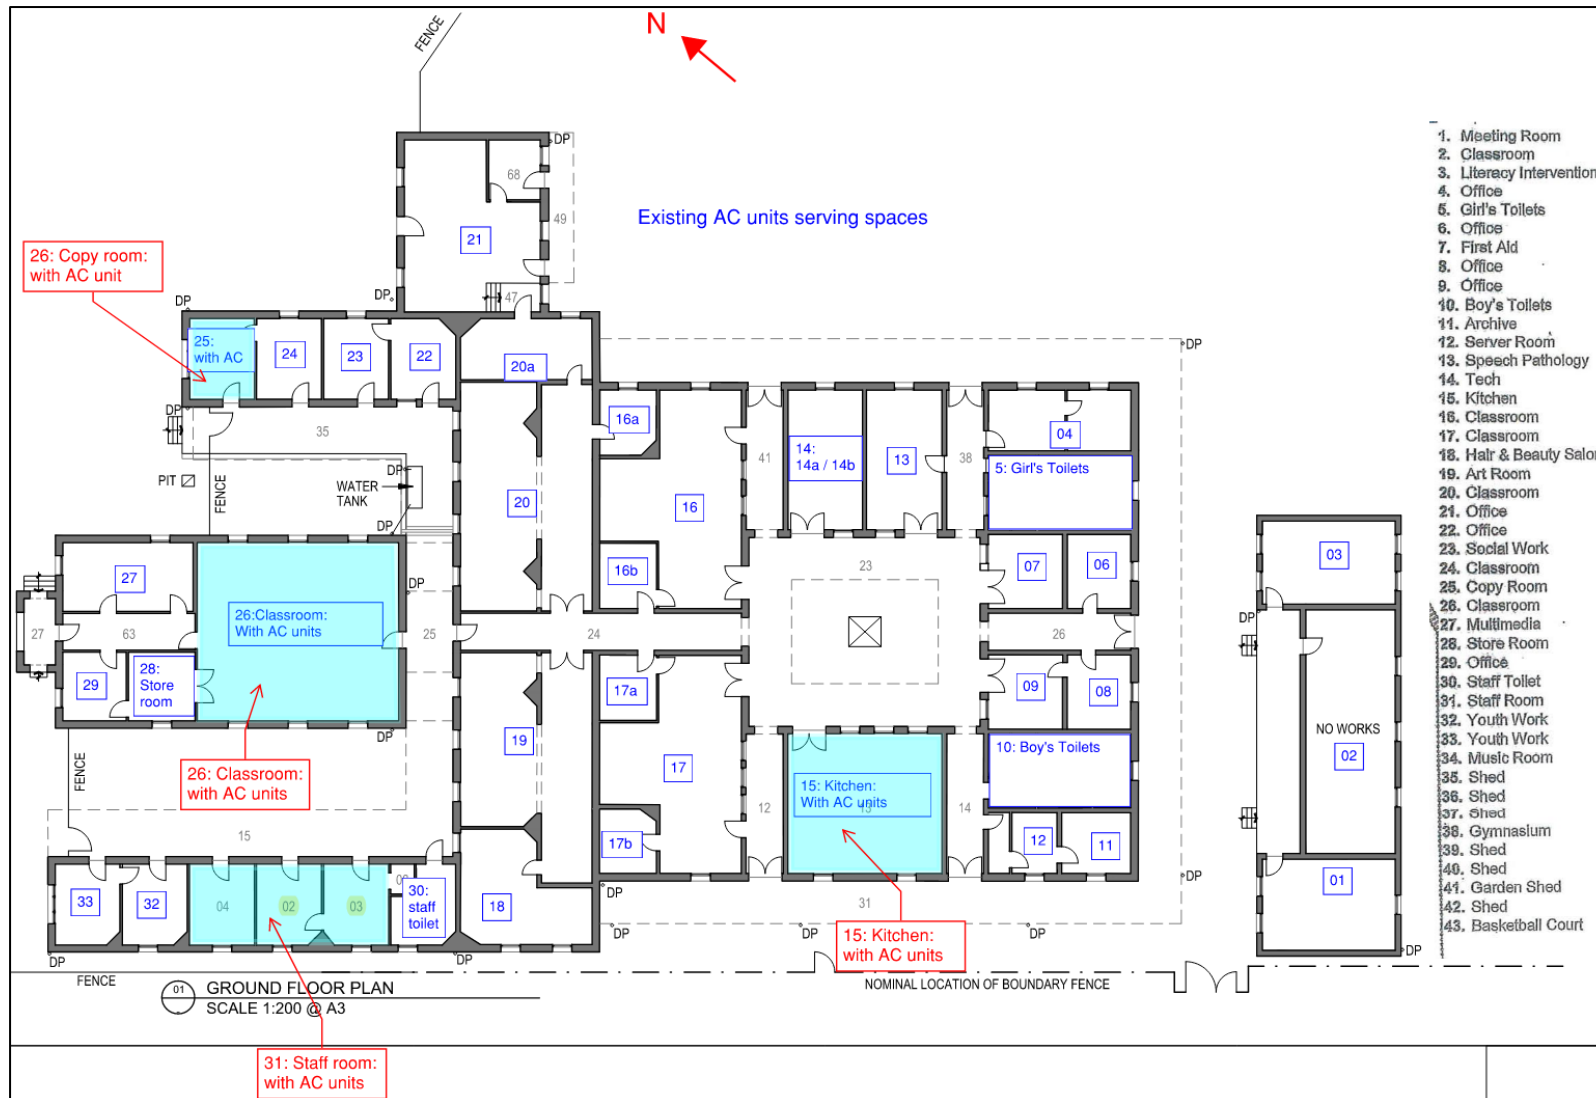 N
FENCE
DP
68
49
Existing AC units serving spaces
21
26: Copy room:
with AC unit
DP
DP
47
25:
with AC
24
23
22
20a
DP
DP
35
16a
41
14:
14a / 14b
13
38
04
5: Girl's Toilets
PIT
FENCE
WATER
TANK
DP
20
16
DP
27
16b
23
07
06
03
DP
26:Classroom:
With AC units
27
63
25
24
26
DP
29
28:
Store
room
17a
09
08
DP
19
NO WORKS
02
10: Boy's Toilets
FENCE
26: Classroom:
with AC units
17
15: Kitchen:
With AC units
13
15
12
14
17b
12
11
01
33
32
04
02
03
30:
staff
toilet
18
DP
DP
31
DP
DP
DP
DP
DP
15: Kitchen:
with AC units
FENCE
NOMINAL LOCATION OF BOUNDARY FENCE
01
GROUND FLOOR PLAN
SCALE 1:200 @ A3
31: Staff room:
with AC units
1. Meeting Room
2. Classroom
3. Literacy Intervention
4. Office
5. Girl's Toilets
6. Office
7. First Aid
8. Office
9. Office
10. Boy's Toilets
11. Archive
12. Server Room
13. Speech Pathology
14. Tech
15. Kitchen
16. Classroom
17. Classroom
18. Hair & Beauty Salon
19. Art Room
20. Classroom
21. Office
22. Office
23. Social Work
24. Classroom
25. Copy Room
26. Classroom
27. Multimedia
28. Store Room
29. Office
30. Staff Toilet
31. Staff Room
32. Youth Work
33. Youth Work
34. Music Room
35. Shed
36. Shed
37. Shed
38. Gymnasium
39. Shed
40. Shed
41. Garden Shed
42. Shed
43. Basketball Court